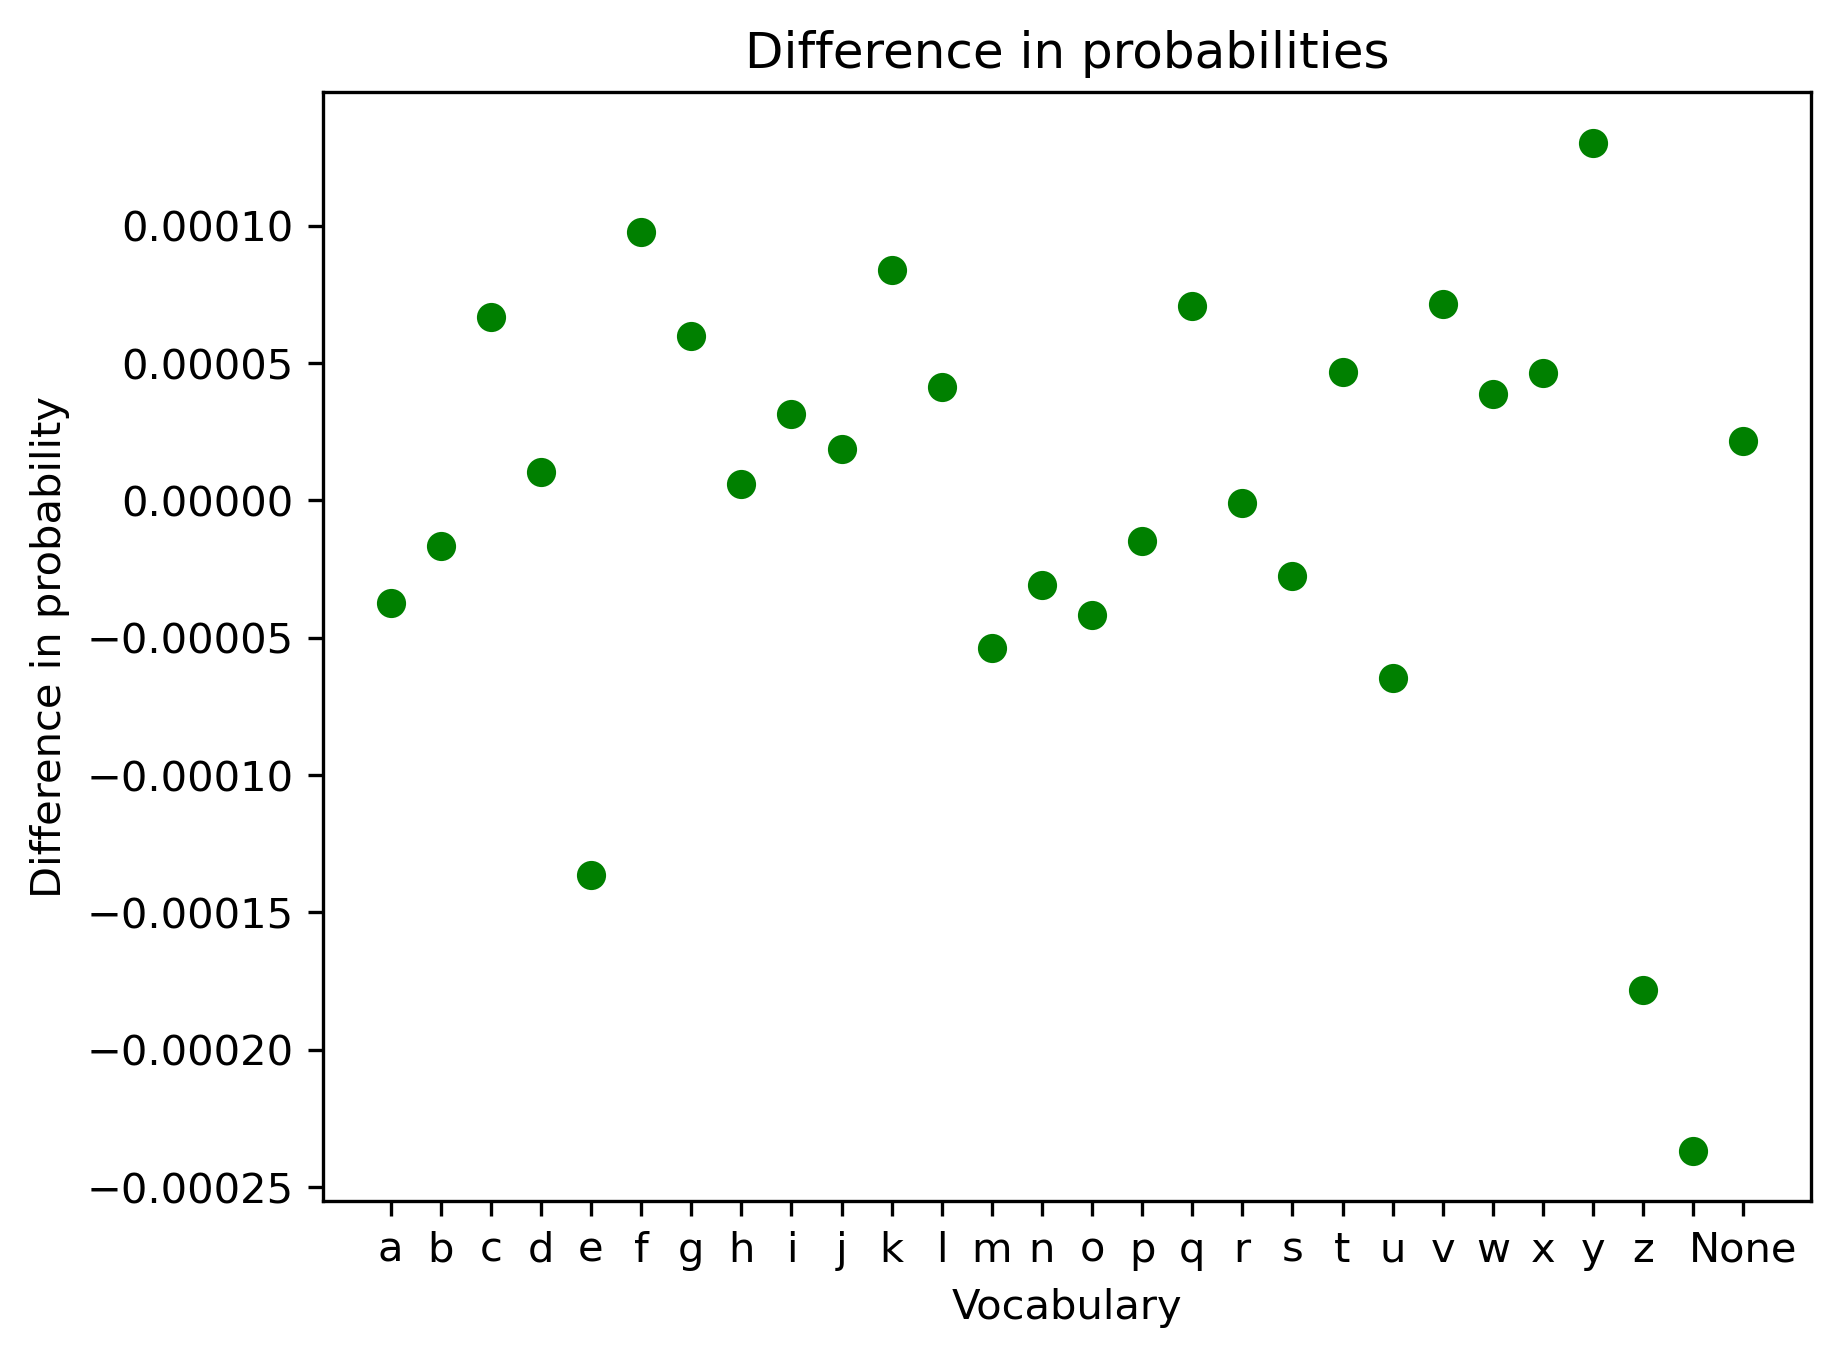 Difference in probabilities
Difference in probability
0.00010
0.00005
0.00000
−0.00005
−0.00010
−0.00015
−0.00020
−0.00025
a b c d e f g h i j k l m n o p q r s t u v w x y z None
Vocabulary